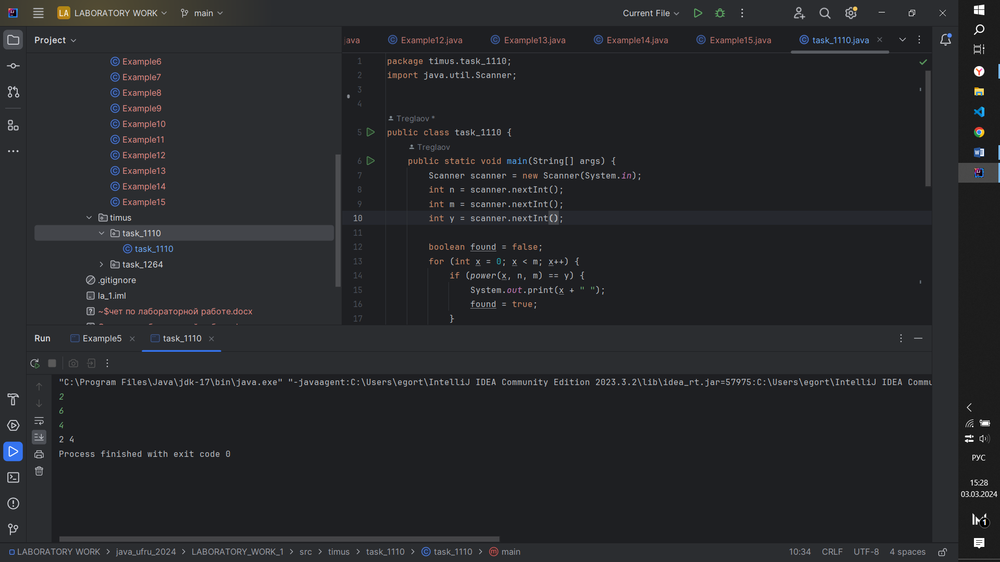 LA LABORATORY WORK main Current File
Project
java Example12.java Example13.java Example14.java Example15.java task_1110.java
Example6
Example7
Example8
Example9
Example10
Example11
Example12
Example13
Example14
Example15
timus
task_1110
task_1110
task_1264
.gitignore
la_1.iml
~$чет по лабораторной работе.docx
1 package timus.task_1110;
2 import java.util.Scanner;
3
4
Treglaov *
5 public class task_1110 {
Treglaov
6 public static void main(String[] args) {
7 Scanner scanner = new Scanner(System.in);
8 int n = scanner.nextInt();
9 int m = scanner.nextInt();
10 int y = scanner.nextInt();
11
12 boolean found = false;
13 for (int x = 0; x < m; x++) {
14 if (power(x, n, m) == y) {
15 System.out.print(x + " ");
16 found = true;
17 }
Run Example5 task_1110
"C:\Program Files\Java\jdk-17\bin\java.exe" "-javaagent:C:\Users\egort\IntelliJ IDEA Community Edition 2023.3.2\lib\idea_rt.jar=57975:C:\Users\egort\IntelliJ IDEA Commu
2
6
4
2 4
Process finished with exit code 0
LABORATORY WORK > java_ufru_2024 > LABORATORY_WORK_1 > src > timus > task_1110 > task_1110 > main
10:34 CRLF UTF-8 4 spaces
РУС
15:28
03.03.2024
1